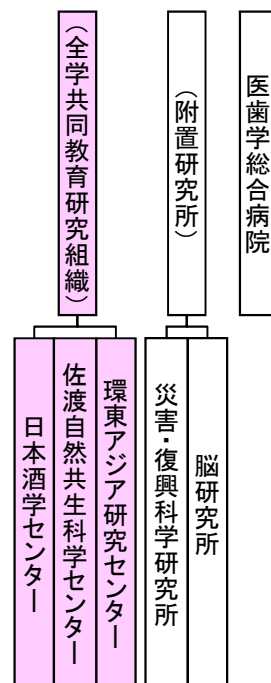 医歯学総合病院
（附置研究所）
脳研究所
災害・復興科学研究所
（全学共同教育研究組織）
環東アジア研究センター
佐渡自然共生科学センター
日本酒学センター